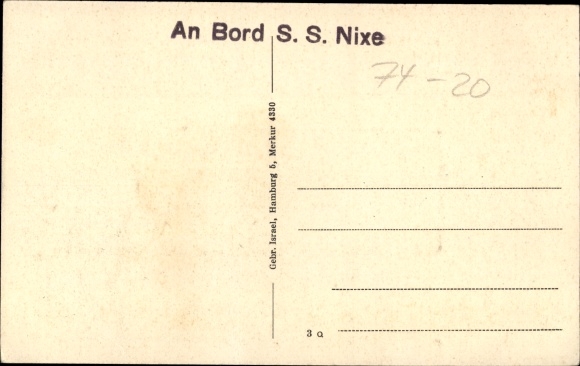 An Bord S. S. Nixe
74 - 20
Gebr. Israel, Hamburg 5, Merkur 4330
3 Q